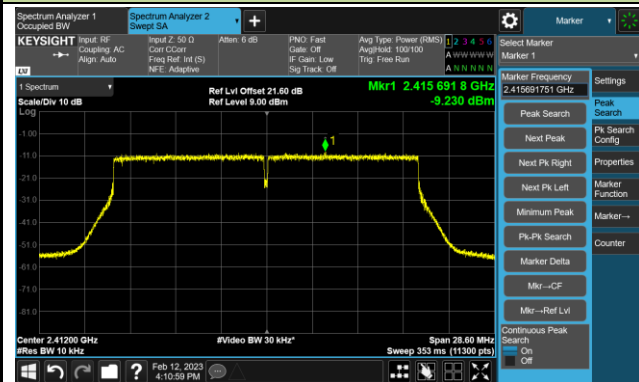 Spectrum Analyzer 1
Occupied BW
Spectrum Analyzer 2
Swept SA
Marker
KEYSIGHT
LXI
Input: RF
Coupling: AC
Align: Auto
Input Z: 50 Ω
Corr CCorr
Freq Ref: Int (S)
NFE: Adaptive
Atten: 6 dB
PNO: Fast
Gate: Off
IF Gain: Low
Sig Track: Off
Avg Type: Power (RMS)
Avg|Hold: 100/100
Trig: Free Run
1 2 3 4 5 6
A W W W W W
A N N N N N
Select Marker
Marker 1
1 Spectrum
Scale/Div 10 dB
Log
Ref Lvl Offset 21.60 dB
Ref Level 9.00 dBm
Mkr1 2.415 691 8 GHz
-9.230 dBm
-1.00
-11.0
-21.0
-31.0
-41.0
-51.0
-61.0
-71.0
-81.0
1
Center 2.41200 GHz
#Res BW 10 kHz
#Video BW 30 kHz*
Span 28.60 MHz
Sweep 353 ms (11300 pts)
Marker Frequency
2.415691751 GHz
Peak Search
Next Peak
Next Pk Right
Next Pk Left
Minimum Peak
Pk-Pk Search
Marker Delta
Mkr→CF
Mkr→Ref Lvl
Continuous Peak
Search
On
Off
Settings
Peak
Search
Pk Search
Config
Properties
Marker
Function
Marker→
Counter
?
Feb 12, 2023
4:10:59 PM